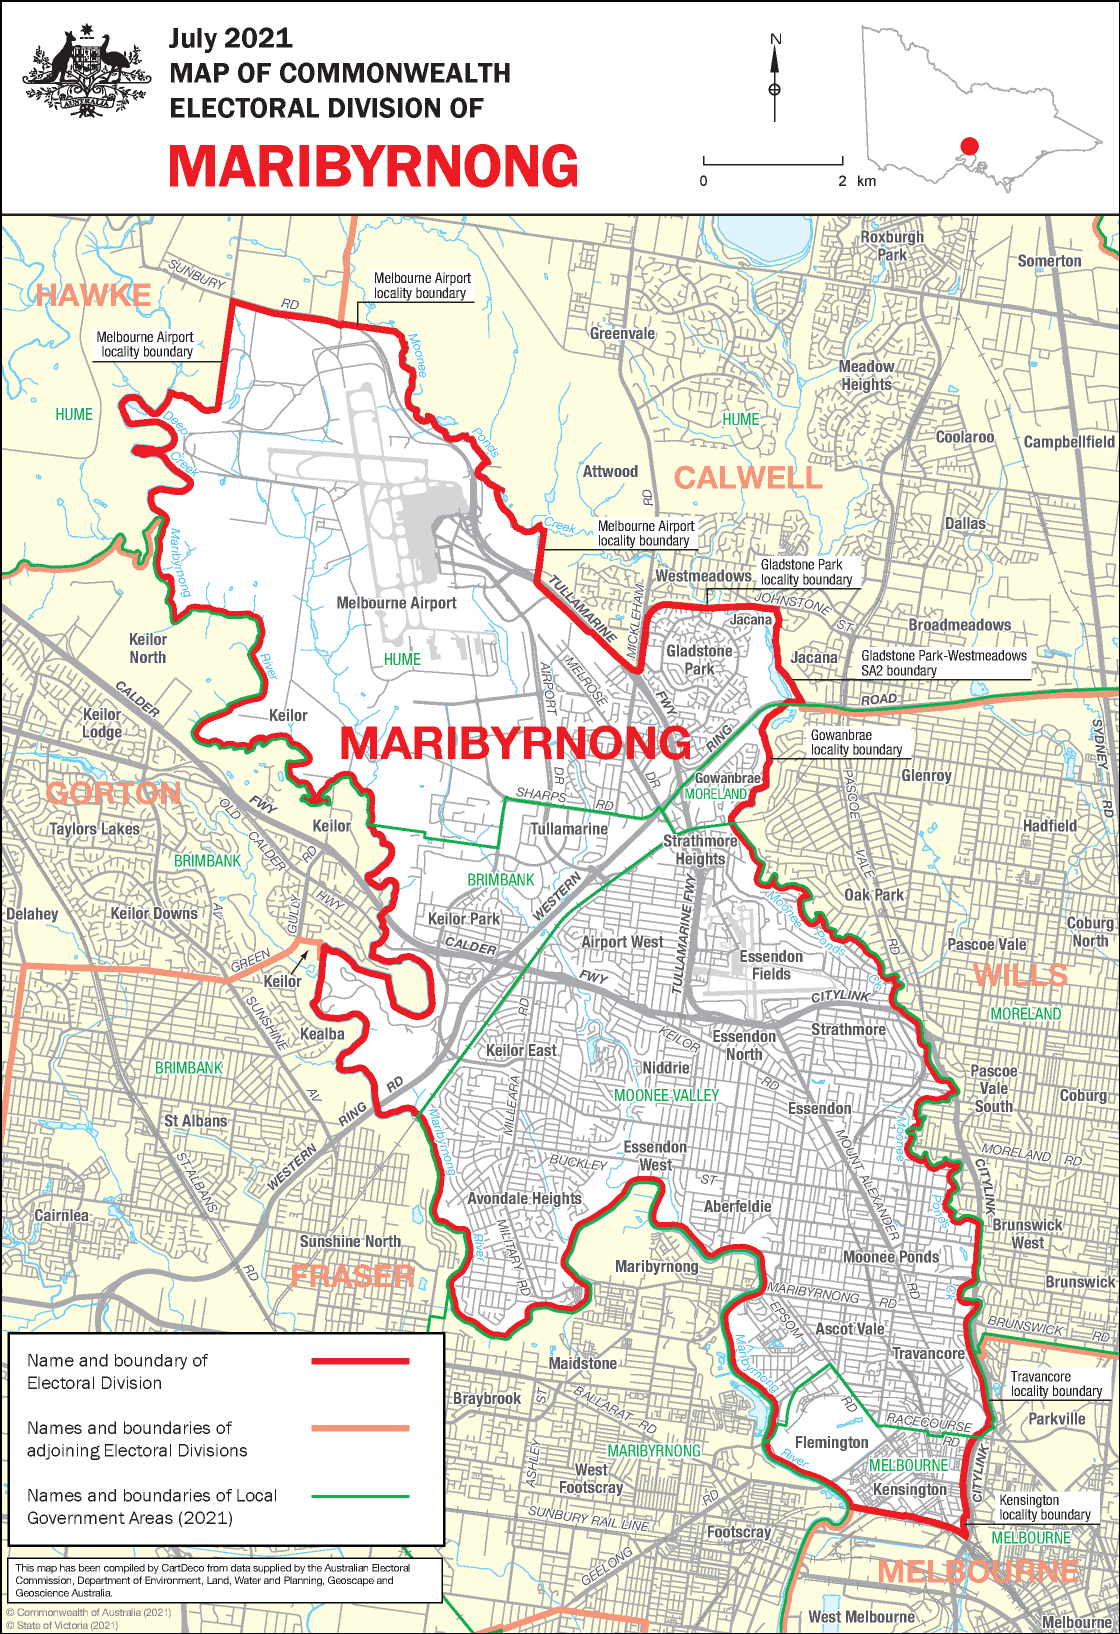 July 2021
MAP OF COMMONWEALTH
ELECTORAL DIVISION OF
MARIBYRNONG
AUSTRALIA
N
0 2 km
HAWKE
SUNBURY RD
Melbourne Airport
locality boundary
Melbourne Airport
locality boundary
Roxburgh
Park
Somerton
Greenvale
Moonee
Meadow
Heights
HUME
Deep
Creek
Ponds
HUME
Coolaroo
Campbellfield
Attwood
CALWELL
RD
Creek
Melbourne Airport
locality boundary
Dallas
Maribyrnong
Westmeadows
Gladstone Park
locality boundary
TULLAMARINE
MICKLEHAM
JOHNSTONE
ST
Melbourne Airport
Jacana
Broadmeadows
Keilor
North
River
HUME
Gladstone
Park
Jacana
Gladstone Park-Westmeadows
SA2 boundary
CALDER
AIRPORT
MELROSE
FWY
ROAD
Keilor
Lodge
Keilor
MARIBYRNONG
RING
Gowanbrae
locality boundary
SYDNEY
RD
GORTON
FWY
DR
DR
Gowanbrae
MORELAND
PASCOE
Glenroy
OLD
CALDER
SHARPS RD
Taylors Lakes
Keilor
Tullamarine
Strathmore
Heights
Hadfield
BRIMBANK
RD
HWY
BRIMBANK
VALE
Oak Park
Delahey
Keilor Downs
AV
GULLY
Keilor Park
WESTERN
TULLAMARINE FWY
Moonee
Ponds
Ck
RD
Coburg
North
CALDER
FWY
Airport West
Essendon
Fields
Pascoe Vale
GREEN
Keilor
WILLS
SUNSHINE
AV
Kealba
RD
CITYLINK
Strathmore
MORELAND
Keilor East
KEILOR
RD
Essendon
North
BRIMBANK
RING RD
Niddrie
Pascoe
Vale
South
MILLEARA
MOONEE VALLEY
Essendon
Coburg
St Albans
Maribyrnong
Moonee
WESTERN
Essendon
West
MOUNT ALEXANDER
RD
MORELAND RD
ST ALBANS
RD
BUCKLEY
ST
CITYLINK
Cairnlea
Avondale Heights
Aberfeldie
Ponds
Ck
Brunswick
West
Sunshine North
River
MILITARY RD
Maribyrnong
Moonee Ponds
FRASER
Brunswick
MARIBYRNONG RD
EPSOM
RD
BRUNSWICK RD
Ascot Vale
Name and boundary of
Electoral Division
Maribyrnong
Travancore
Maidstone
Travancore
locality boundary
Braybrook
ST
BALLARAT RD
RACECOURSE
RD
Parkville
Names and boundaries of
adjoining Electoral Divisions
ASHLEY
MARIBYRNONG
Flemington
River
MELBOURNE
West
Footscray
Kensington
CITYLINK
Names and boundaries of Local
Government Areas (2021)
RD
Kensington
locality boundary
SUNBURY RAIL LINE
Footscray
MELBOURNE
GEELONG
MELBOURNE
This map has been compiled by CartDeco from data supplied by the Australian Electoral
Commission, Department of Environment, Land, Water and Planning, Geoscape and
Geoscience Australia.
© Commonwealth of Australia (2021)
© State of Victoria (2021)
West Melbourne
Melbourne